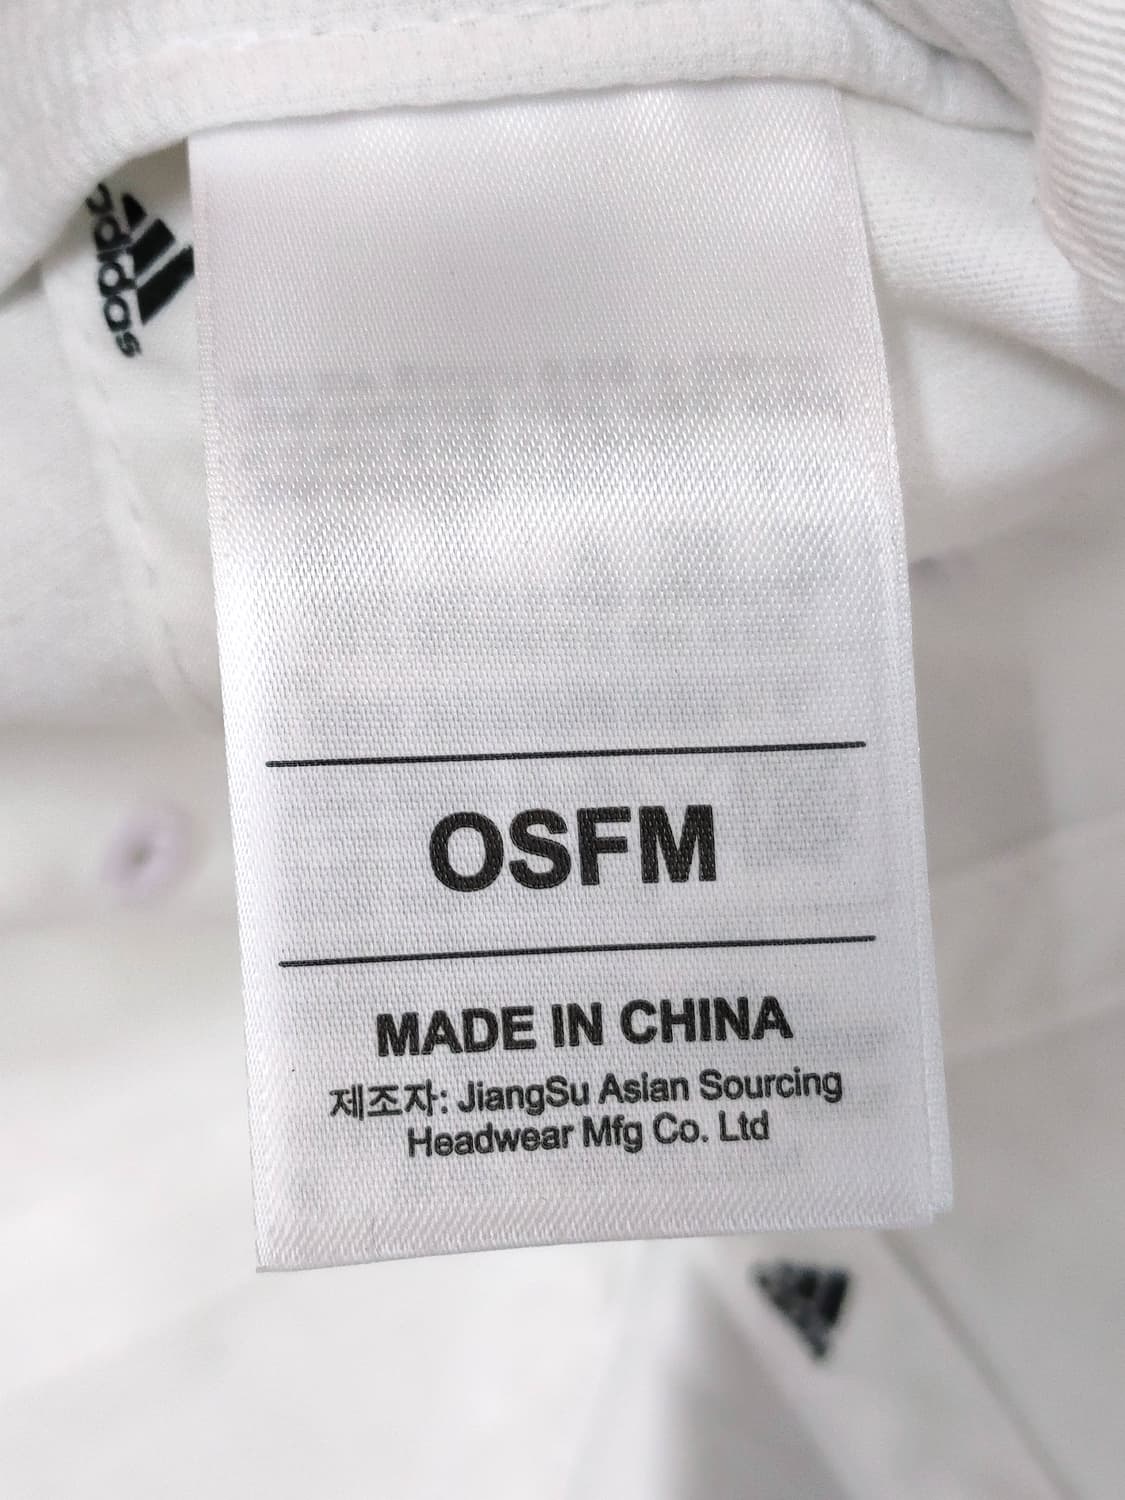 adidas
OSFM
MADE IN CHINA
제조자: JiangSu Asian Sourcing
Headwear Mfg Co. Ltd